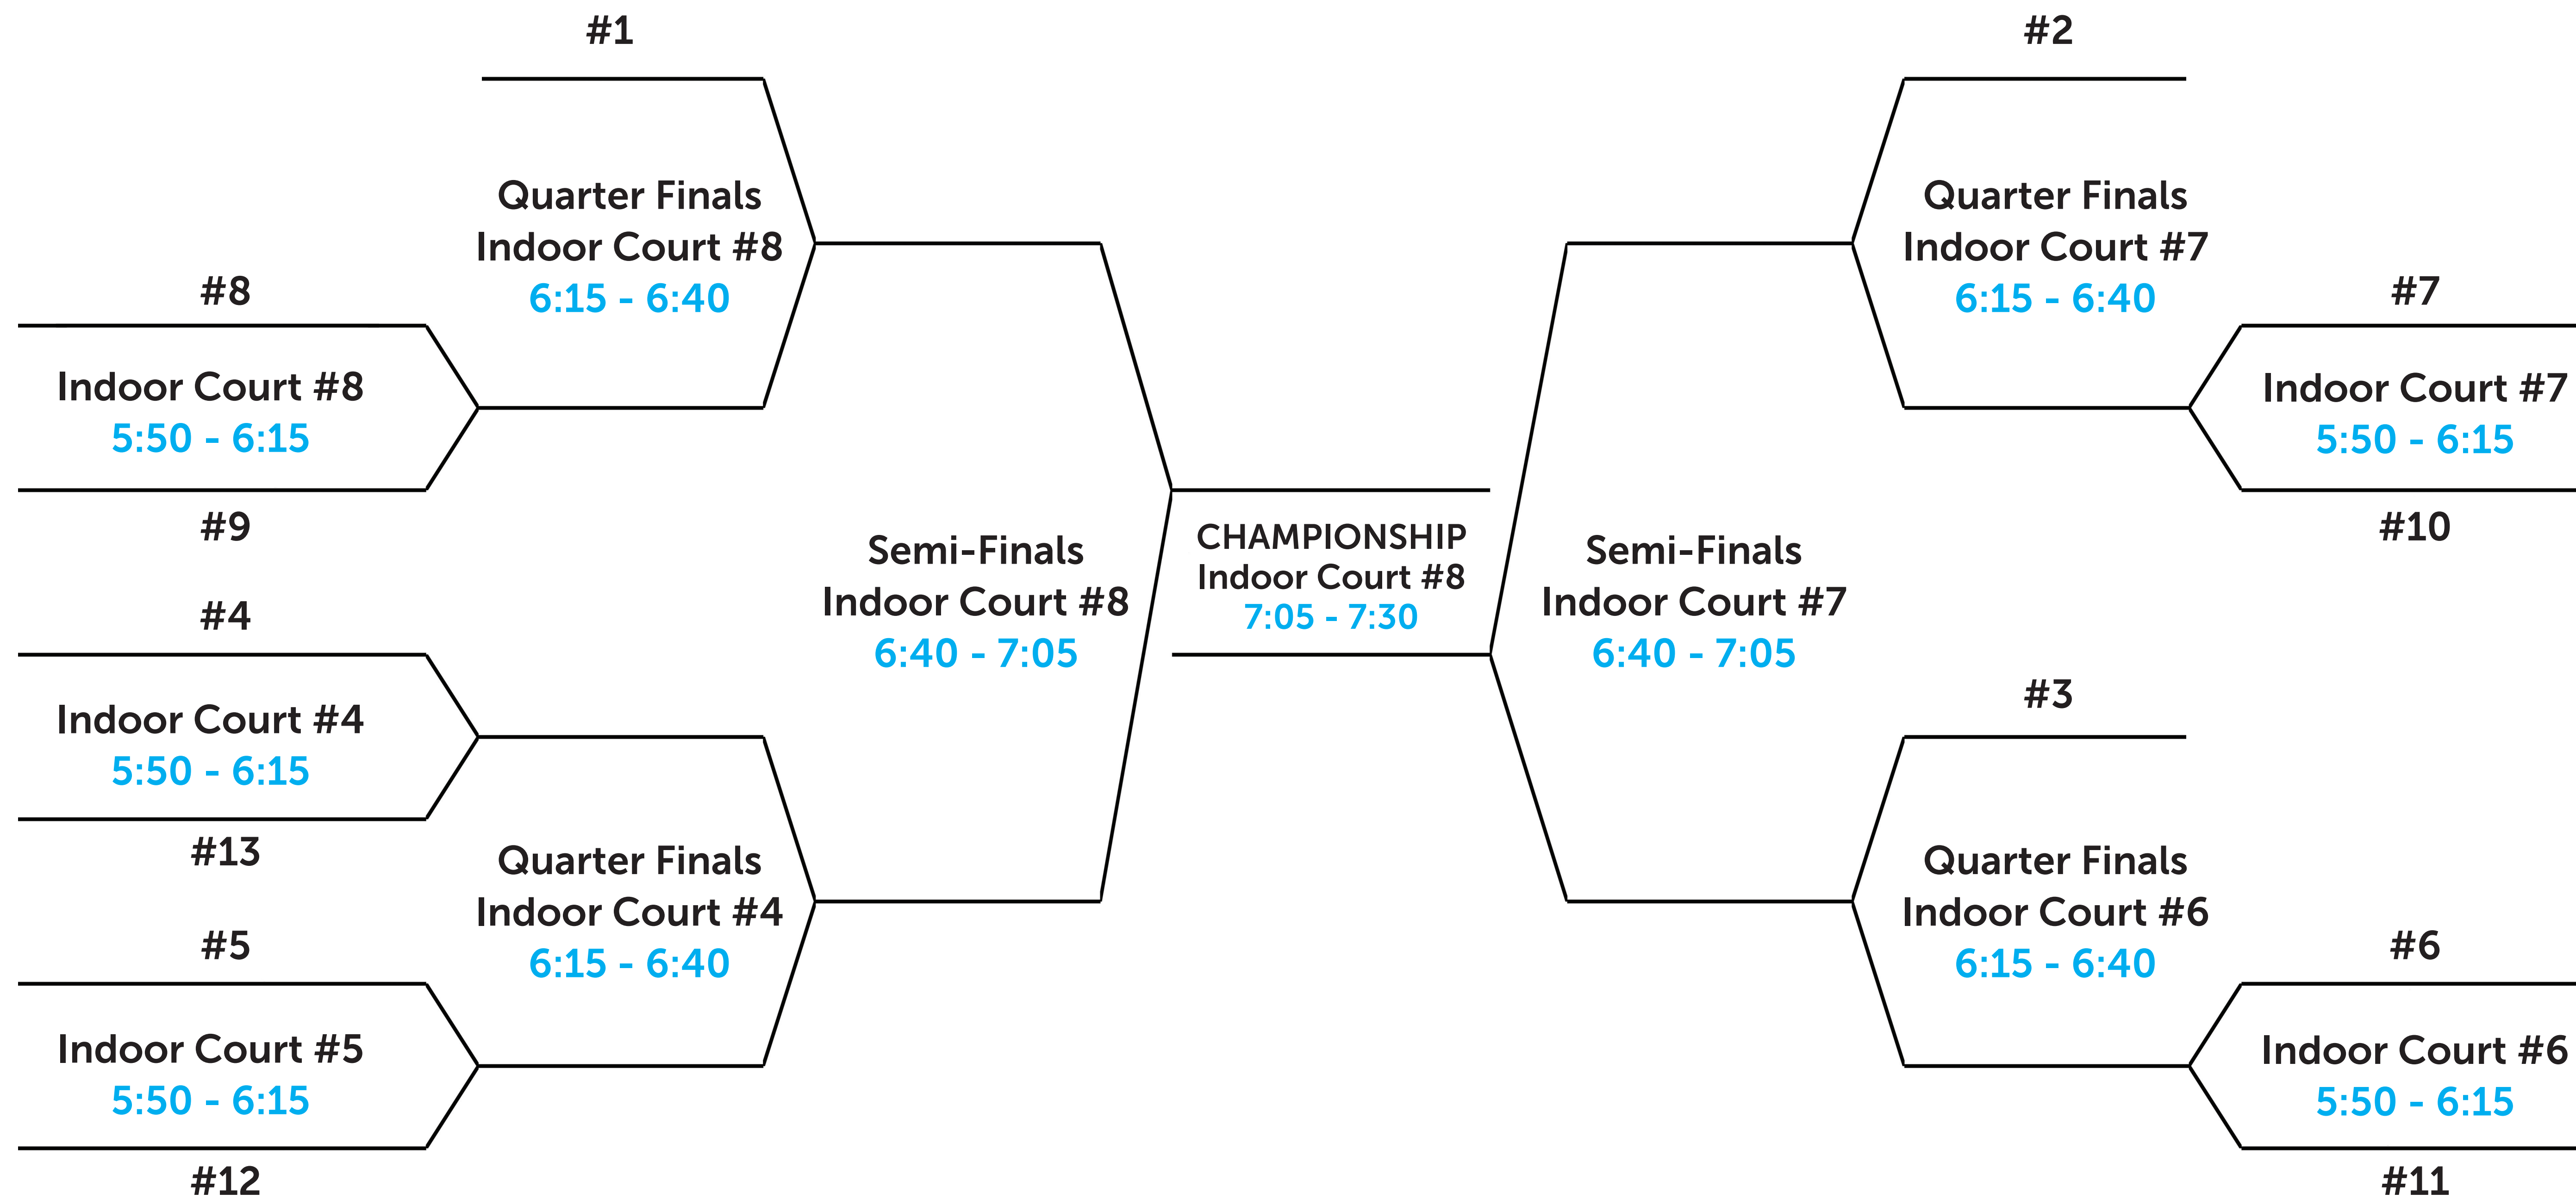 #1
Quarter Finals
Indoor Court #8
6:15 - 6:40
#8
Indoor Court #8
5:50 - 6:15
#9
#4
Indoor Court #4
5:50 - 6:15
#13
Quarter Finals
Indoor Court #4
6:15 - 6:40
#5
Indoor Court #5
5:50 - 6:15
#12
Semi-Finals
Indoor Court #8
6:40 - 7:05
CHAMPIONSHIP
Indoor Court #8
7:05 - 7:30
Semi-Finals
Indoor Court #7
6:40 - 7:05
#2
Quarter Finals
Indoor Court #7
6:15 - 6:40
#7
Indoor Court #7
5:50 - 6:15
#10
#3
Quarter Finals
Indoor Court #6
6:15 - 6:40
#6
Indoor Court #6
5:50 - 6:15
#11